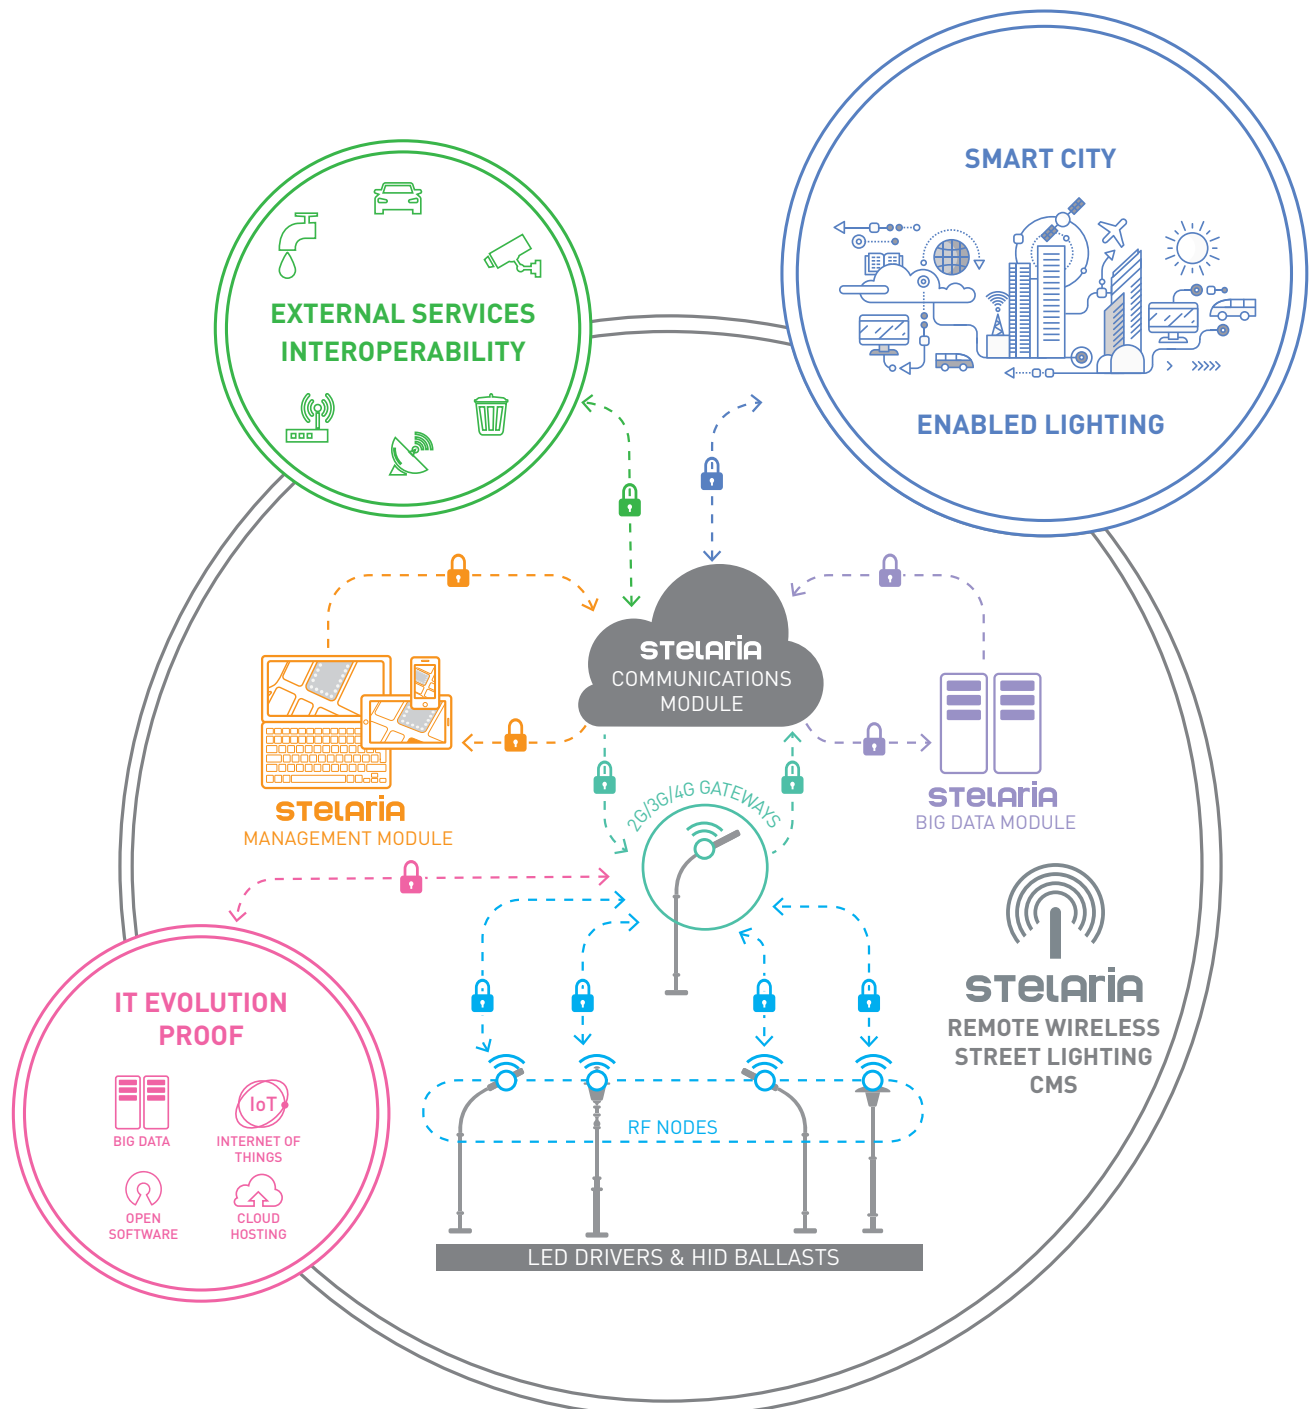 SMART CITY
ENABLED LIGHTING
EXTERNAL SERVICES
INTEROPERABILITY
STELARIA
COMMUNICATIONS
MODULE
STELARIA
MANAGEMENT MODULE
2G/3G/4G GATEWAYS
STELARIA
BIG DATA MODULE
STELARIA
REMOTE WIRELESS
STREET LIGHTING
CMS
IT EVOLUTION
PROOF
BIG DATA
IoT
INTERNET OF
THINGS
OPEN
SOFTWARE
CLOUD
HOSTING
RF NODES
LED DRIVERS & HID BALLASTS